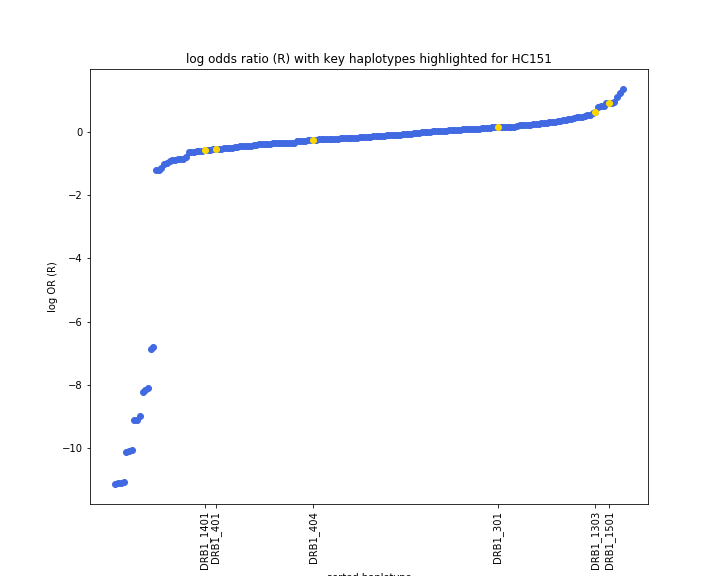 log odds ratio (R) with key haplotypes highlighted for HC151
log OR (R)
0
−2
−4
−6
−8
−10
DRB1_1401
DRB1_401
DRB1_404
DRB1_301
DRB1_1303
DRB1_1501
sorted haplotype